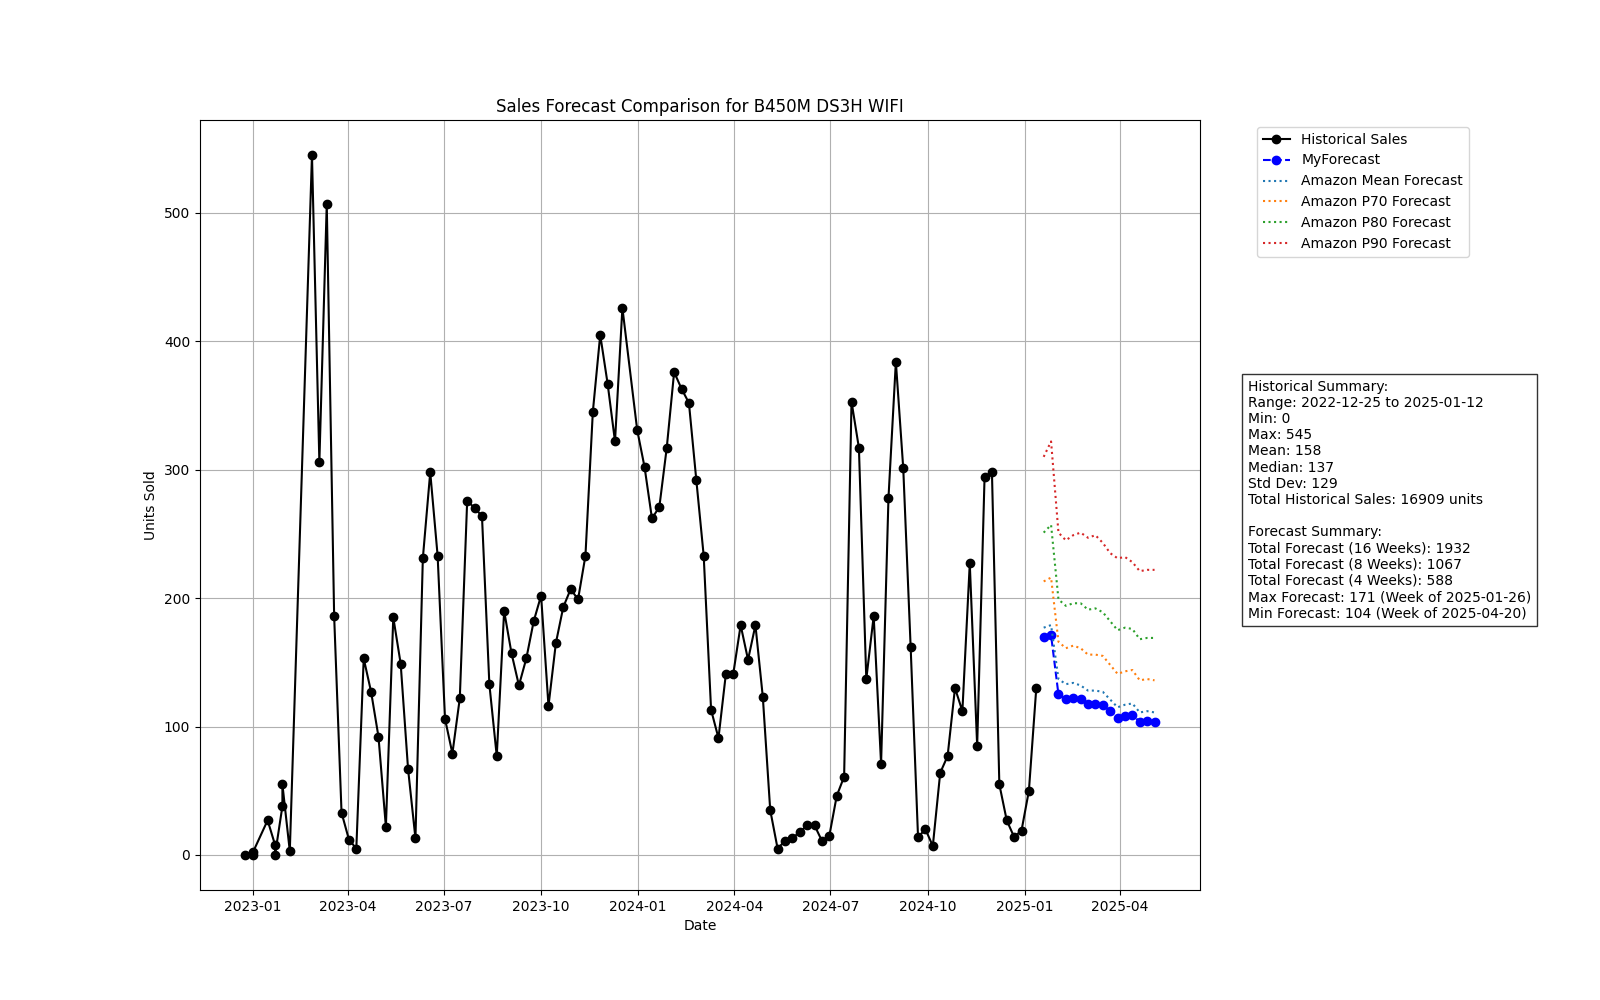 Sales Forecast Comparison for B450M DS3H WIFI
Units Sold
500
400
300
200
100
0
2023-01
2023-04
2023-07
2023-10
2024-01
2024-04
2024-07
2024-10
2025-01
2025-04
Date
Historical Sales
MyForecast
Amazon Mean Forecast
Amazon P70 Forecast
Amazon P80 Forecast
Amazon P90 Forecast
Historical Summary:
Range: 2022-12-25 to 2025-01-12
Min: 0
Max: 545
Mean: 158
Median: 137
Std Dev: 129
Total Historical Sales: 16909 units
Forecast Summary:
Total Forecast (16 Weeks): 1932
Total Forecast (8 Weeks): 1067
Total Forecast (4 Weeks): 588
Max Forecast: 171 (Week of 2025-01-26)
Min Forecast: 104 (Week of 2025-04-20)